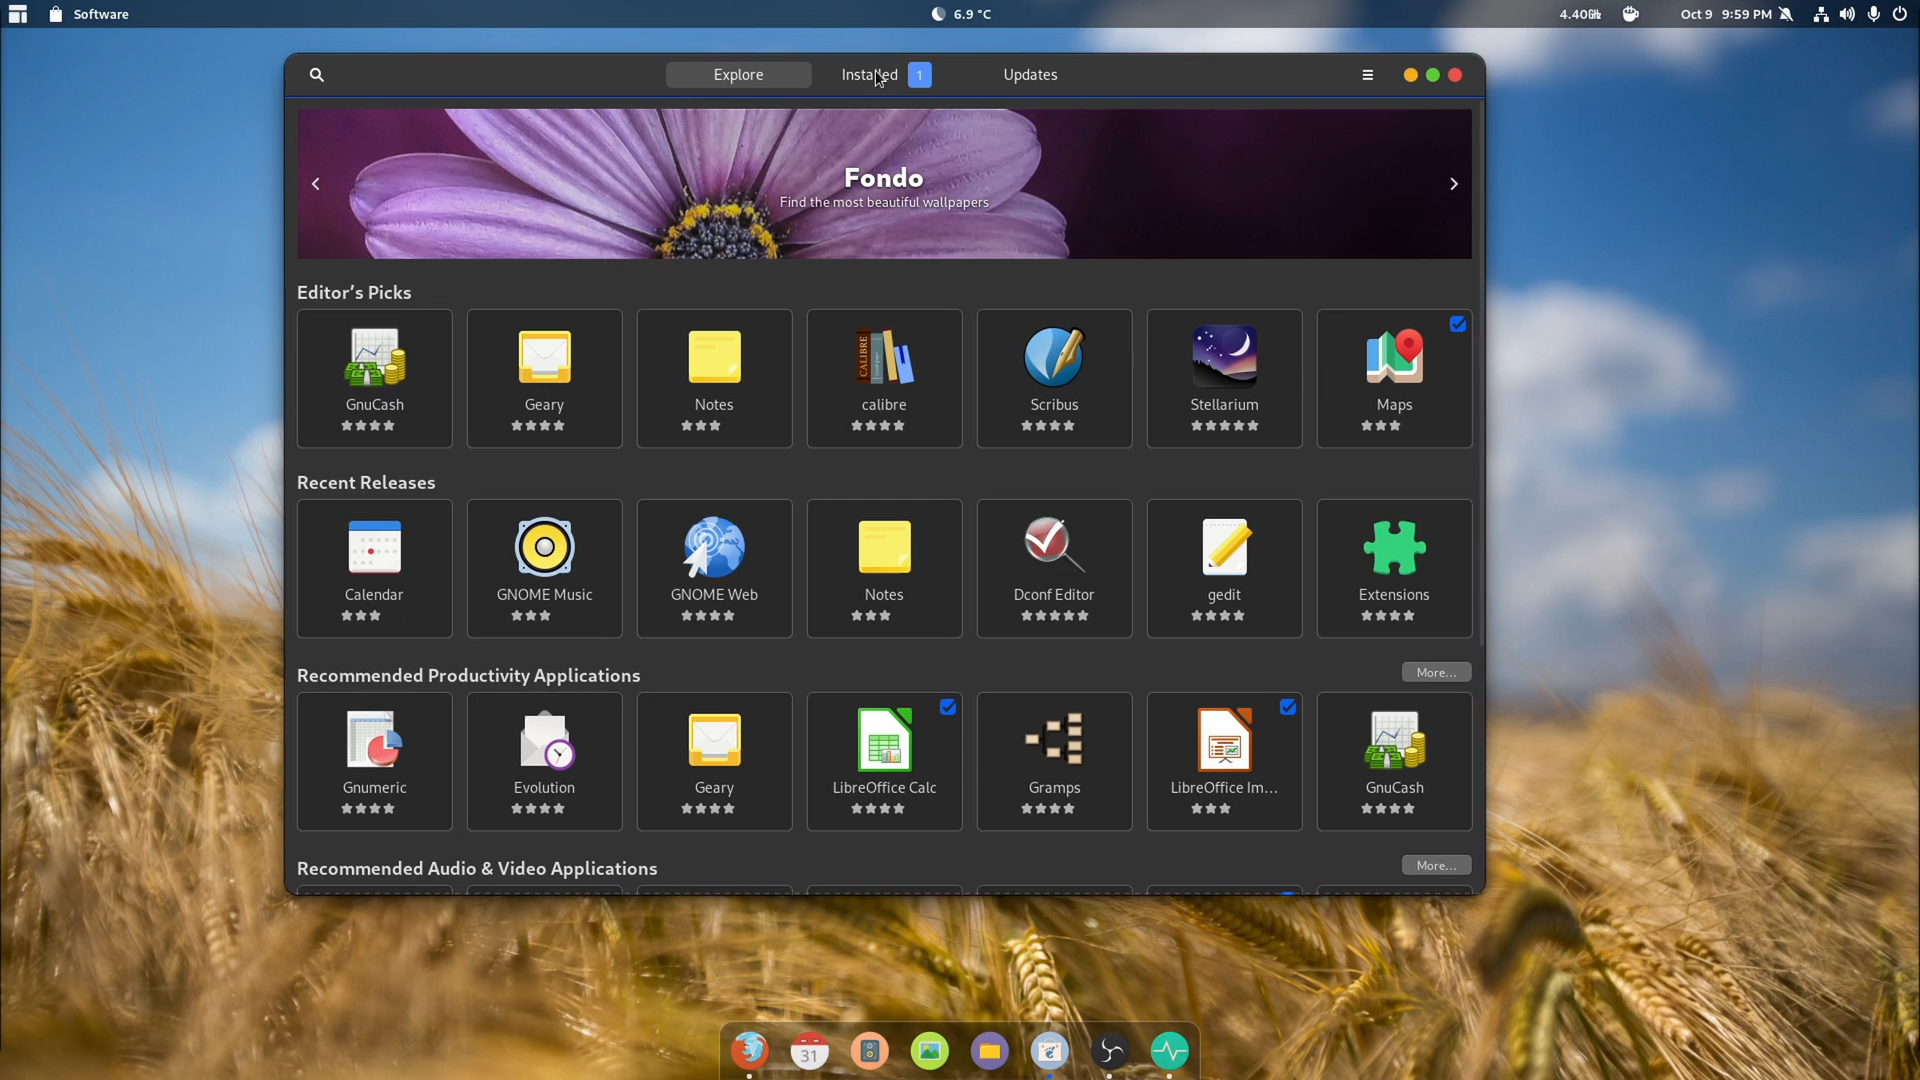 Software
6.9 °C
4.40GHz
Oct 9 9:59 PM
Explore
Installed 1
Updates
Fondo
Find the most beautiful wallpapers
Editor's Picks
CALIBRE
GnuCash
Geary
Notes
calibre
Scribus
Stellarium
Maps
Recent Releases
Calendar
GNOME Music
GNOME Web
Notes
Dconf Editor
gedit
Extensions
Recommended Productivity Applications
More...
Gnumeric
Evolution
Geary
LibreOffice Calc
Gramps
LibreOffice Im...
GnuCash
Recommended Audio & Video Applications
More...
31